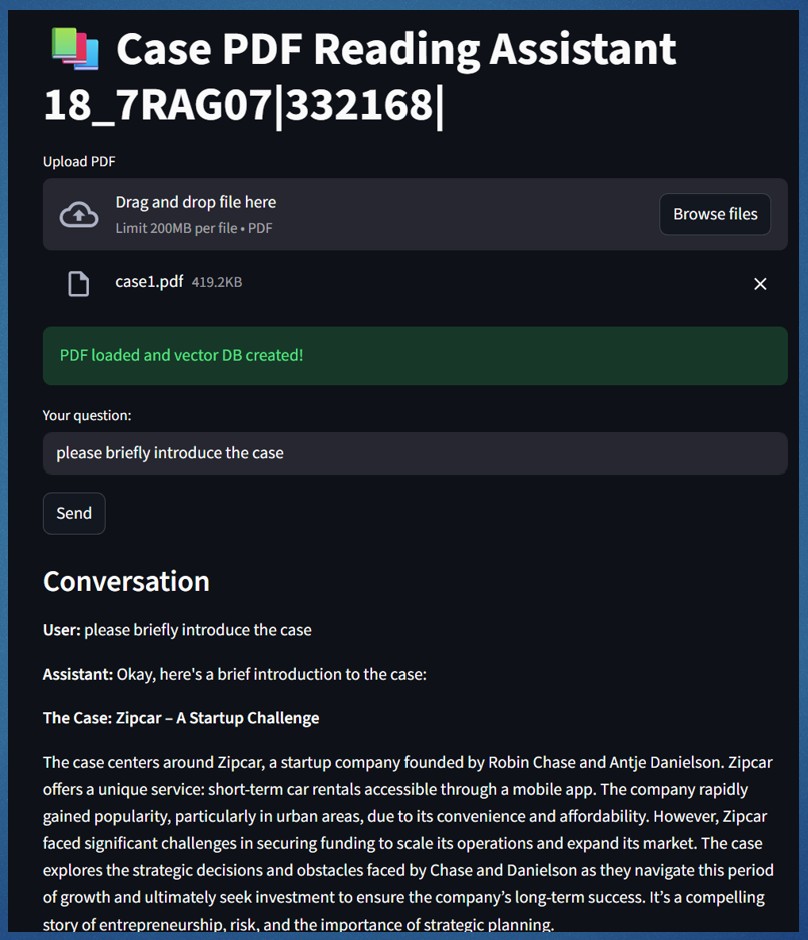 📚 Case PDF Reading Assistant
18_7RAG07|332168|
Upload PDF
Drag and drop file here
Limit 200MB per file • PDF
Browse files
case1.pdf 419.2KB
PDF loaded and vector DB created!
Your question:
please briefly introduce the case
Send
Conversation
User: please briefly introduce the case
Assistant: Okay, here's a brief introduction to the case:
The Case: Zipcar – A Startup Challenge
The case centers around Zipcar, a startup company founded by Robin Chase and Antje Danielson. Zipcar
offers a unique service: short-term car rentals accessible through a mobile app. The company rapidly
gained popularity, particularly in urban areas, due to its convenience and affordability. However, Zipcar
faced significant challenges in securing funding to scale its operations and expand its market. The case
explores the strategic decisions and obstacles faced by Chase and Danielson as they navigate this period
of growth and ultimately seek investment to ensure the company’s long-term success. It’s a compelling
story of entrepreneurship, risk, and the importance of strategic planning.